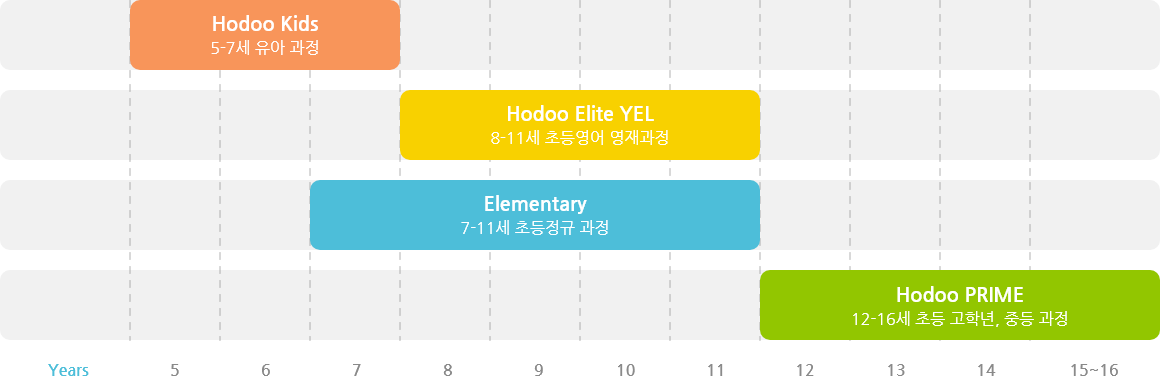 Hodoo Kids
5-7세 유아 과정
Hodoo Elite YEL
8-11세 초등영어 영재과정
Elementary
7-11세 초등정규 과정
Hodoo PRIME
12-16세 초등 고학년, 중등 과정
Years 5 6 7 8 9 10 11 12 13 14 15~16